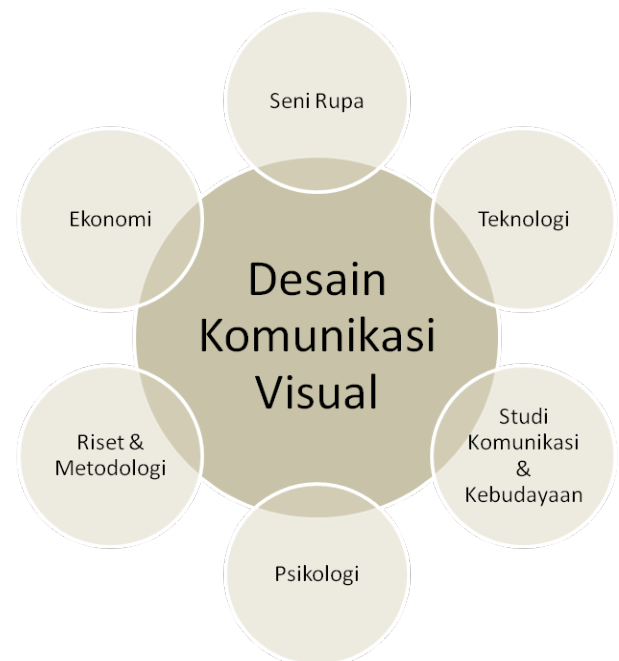 Seni Rupa
Ekonomi
Teknologi
Desain
Komunikasi
Visual
Riset &
Metodologi
Studi
Komunikasi
&
Kebudayaan
Psikologi